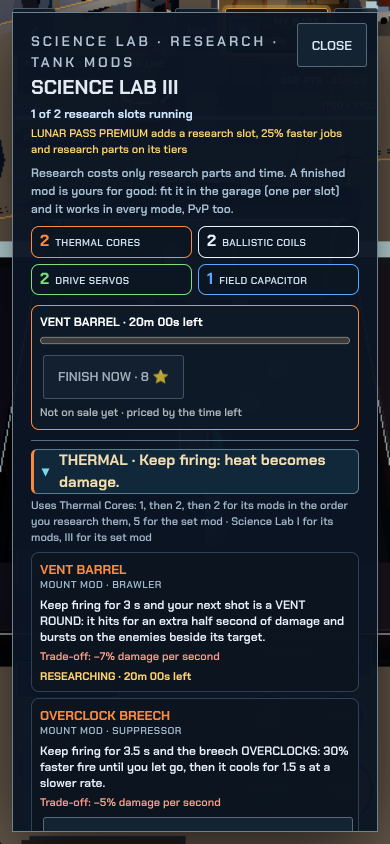 SCIENCE LAB · RESEARCH ·
TANK MODS
CLOSE
SCIENCE LAB III
1 of 2 research slots running
LUNAR PASS PREMIUM adds a research slot, 25% faster jobs
and research parts on its tiers
Research costs only research parts and time. A finished
mod is yours for good: fit it in the garage (one per slot)
and it works in every mode, PvP too.
2 THERMAL CORES
2 BALLISTIC COILS
2 DRIVE SERVOS
1 FIELD CAPACITOR
VENT BARREL · 20m 00s left
FINISH NOW · 8 ⭐
Not on sale yet · priced by the time left
▼ THERMAL · Keep firing: heat becomes
damage.
Uses Thermal Cores: 1, then 2, then 2 for its mods in the order
you research them, 5 for the set mod · Science Lab I for its
mods, III for its set mod
VENT BARREL
MOUNT MOD · BRAWLER
Keep firing for 3 s and your next shot is a VENT
ROUND: it hits for an extra half second of damage and
bursts on the enemies beside its target.
Trade-off: −7% damage per second
RESEARCHING · 20m 00s left
OVERCLOCK BREECH
MOUNT MOD · SUPPRESSOR
Keep firing for 3.5 s and the breech OVERCLOCKS: 30%
faster fire until you let go, then it cools for 1.5 s at a
slower rate.
Trade-off: −5% damage per second